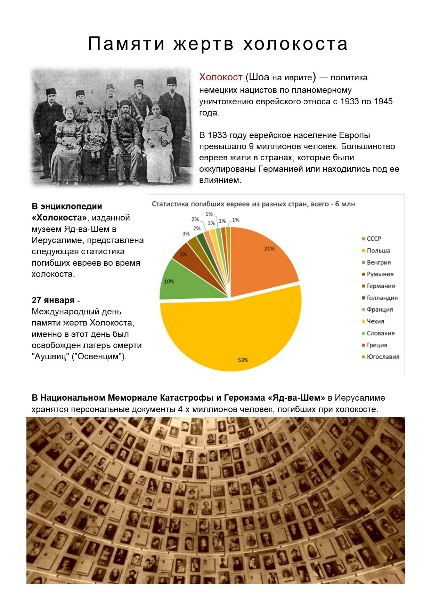 Памяти жертв холокоста
Холокост (Шоа на иврите) — политика
немецких нацистов по планомерному
уничтожению еврейского этноса с 1933 по 1945
года.
В 1933 году еврейское население Европы
превышало 9 миллионов человек. Большинство
евреев жили в странах, которые были
оккупированы Германией или находились под ее
влиянием.
В энциклопедии
«Холокоста», изданной
музеем Яд-ва-Шем в
Иерусалиме, представлена
следующая статистика
погибших евреев во время
холокоста.
27 января -
Международный день
памяти жертв Холокоста,
именно в этот день был
освобожден лагерь смерти
"Аушвиц" ("Освенцим").
Статистика погибших евреев из разных стран, всего - 6 млн
21%
53%
10%
5%
3%
2%
2%
1%
1%
1%
1%
СССР
Польша
Венгрия
Румыния
Германия
Голландия
Франция
Чехия
Словакия
Греция
Югославия
В Национальном Мемориале Катастрофы и Героизма «Яд-ва-Шем» в Иерусалиме
хранятся персональные документы 4-х миллионов человек, погибших при холокосте.